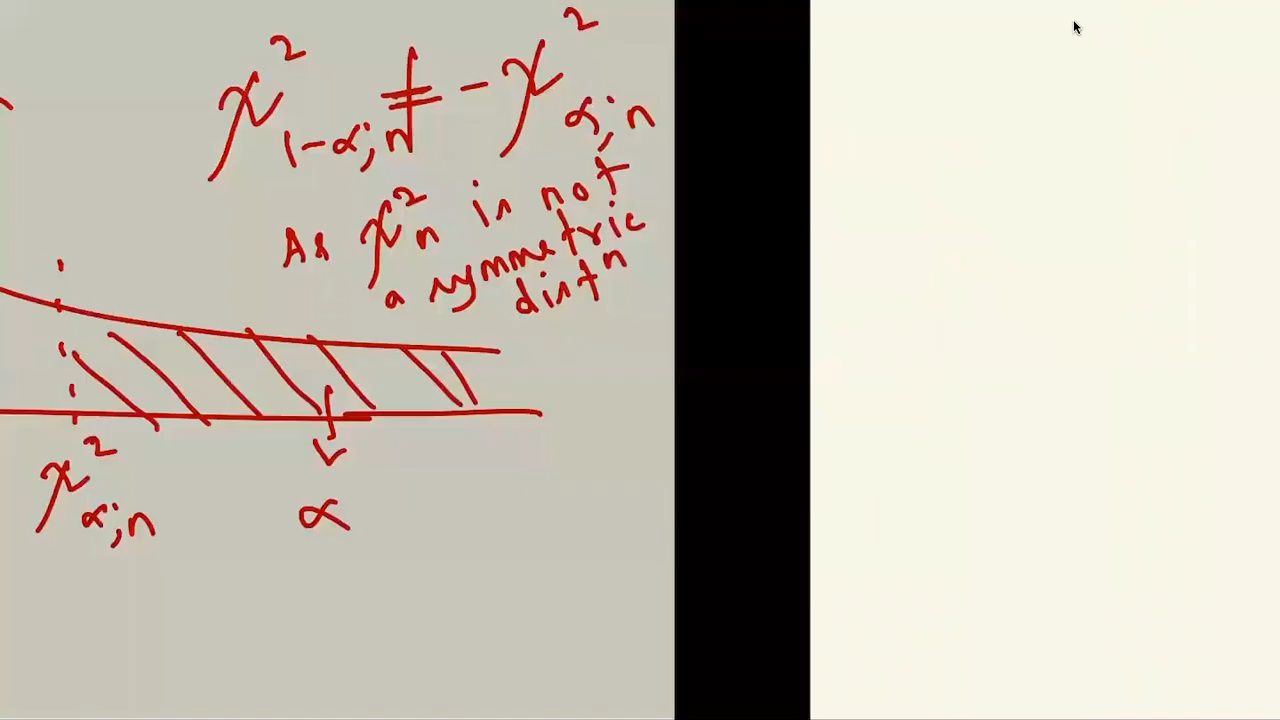 χ²₁₋α;n ≠ - χ²α;n
As χ²n is not
a symmetric
distⁿ
χ²α;n
α